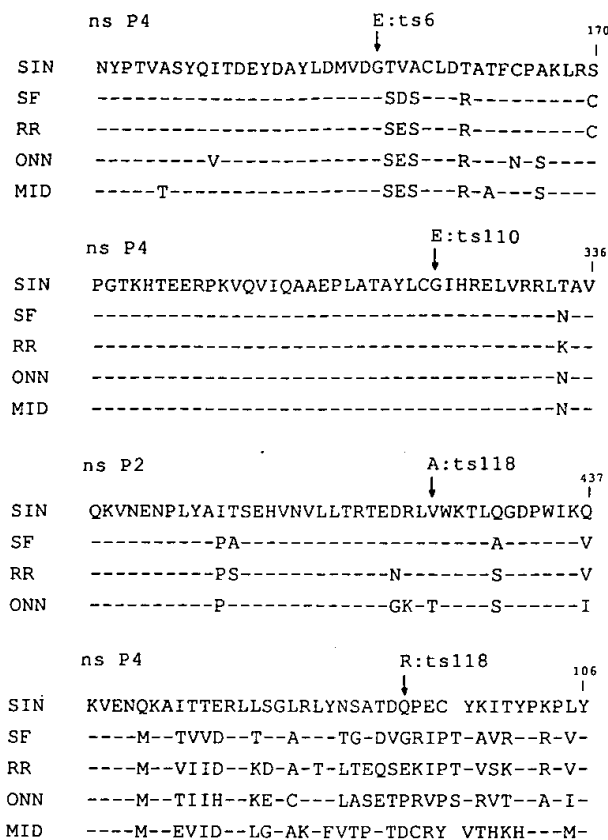 ns P4 E:ts6
170
SIN NYPTVASYQITDEYDAYLDMVDGTVACLDTATFCPAKLRS
SF ------------------------SDS---R---------C
RR ------------------------SES---R---------C
ONN ---------V--------------SES---R---N-S----
MID -----T------------------SES---R-A---S----
ns P4 E:ts110
336
SIN PGTKHTEERPKVQVIQAAEPLATAYLCGIHRELVRRLTAV
SF --------------------------------------N--
RR --------------------------------------K--
ONN --------------------------------------N--
MID --------------------------------------N--
ns P2 A:ts118
437
SIN QKVNENPLYAITSEHVNVLLTRTEDRLVWKTLQGDPWIKQ
SF ----------PA--------------------A------V
RR ----------PS------------N-------S------V
ONN ----------P-------------GK-T----S------I
ns P4 R:ts118
106
SIN KVENQKAITTERLLSGLRLYNSATDQPEC YKITYPKPLY
SF ----M--TVVD--T--A---TG-DVGRIPT-AVR--R-V-
RR ----M--VIID--KD-A-T-LTEQSEKIPT-VSK--R-V-
ONN ----M--TIIH--KE-C---LASETPRVPS-RVT--A-I-
MID ----M--EVID--LG-AK-FVTP-TDCRY VTHKH---M-